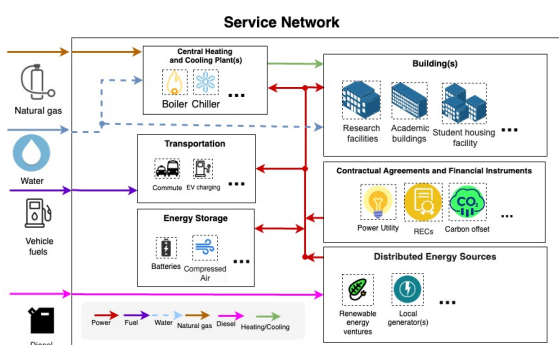 Service Network
Central Heating
and Cooling Plant(s)
Boiler Chiller
...
Building(s)
Research
facilities
Academic
buildings
Student housing
facility
...
Natural gas
Water
Transportation
Commute
EV charging
...
Contractual Agreements and Financial Instruments
CO2
Power Utility
RECs
Carbon offset
...
Vehicle
fuels
Energy Storage
Batteries
Compressed
Air
...
Distributed Energy Sources
Renewable
energy
ventures
Local
generator(s)
...
Diesel
Power
Fuel
Water
Natural gas
Diesel
Heating/Cooling